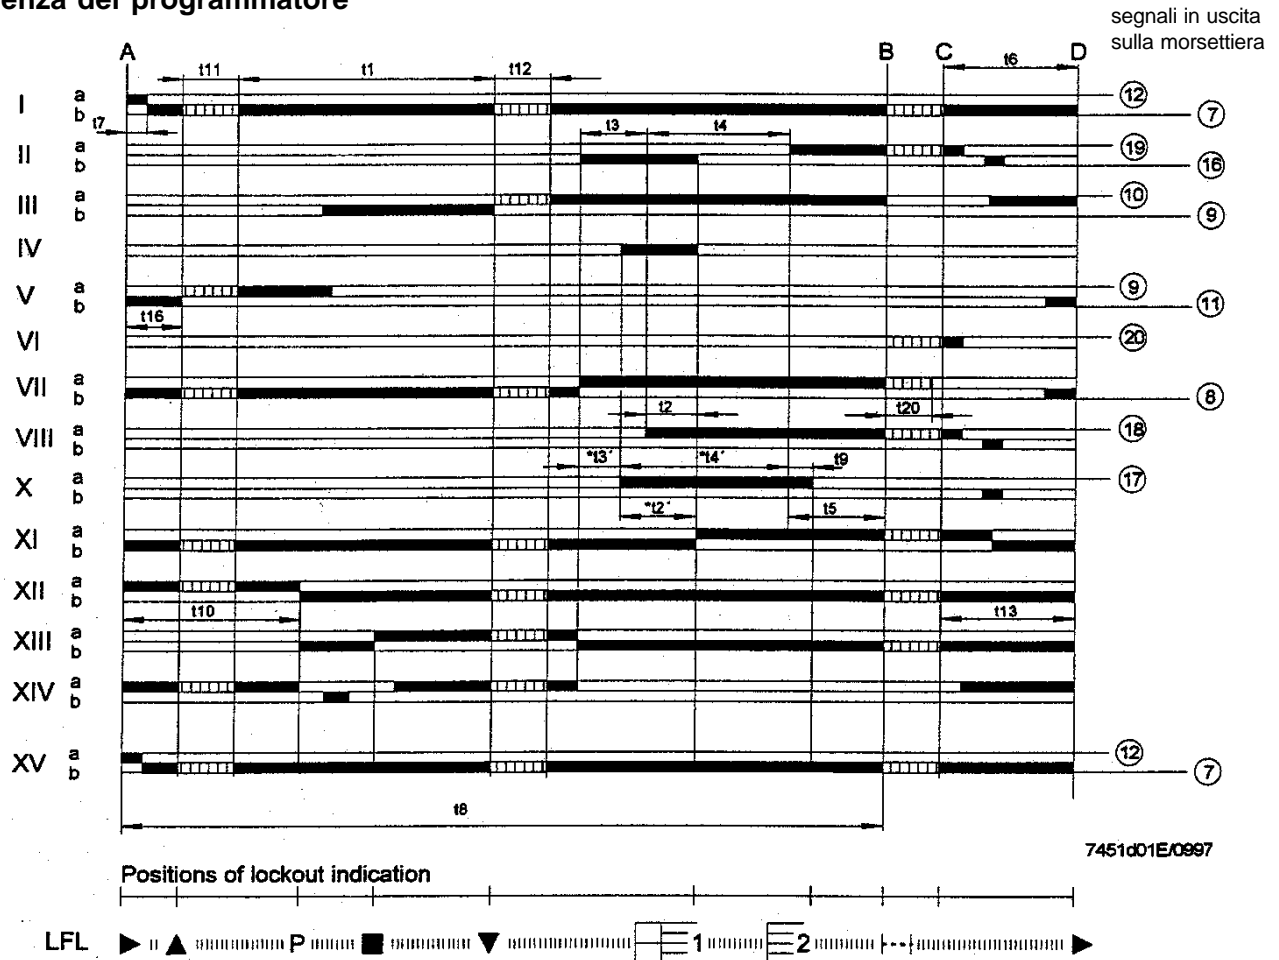 enza del programmatore
segnali in uscita
sulla morsettiera
A B C D
t11 t1 t12 t6
I a 12
b 7
t7 t3 t4
II a 19
b 16
III a 10
b 9
IV
V a 9
b 11
t16
VI 20
VII a
b 8
t2 t20
VIII a 18
b
"t3´ "t4´ t9
X a 17
b
"t2´ t5
XI a
b
XII a
b
t10 t13
XIII a
b
XIV a
b
XV a 12
b 7
t8
7451d01E/0997
Positions of lockout indication
LFL P 1 2